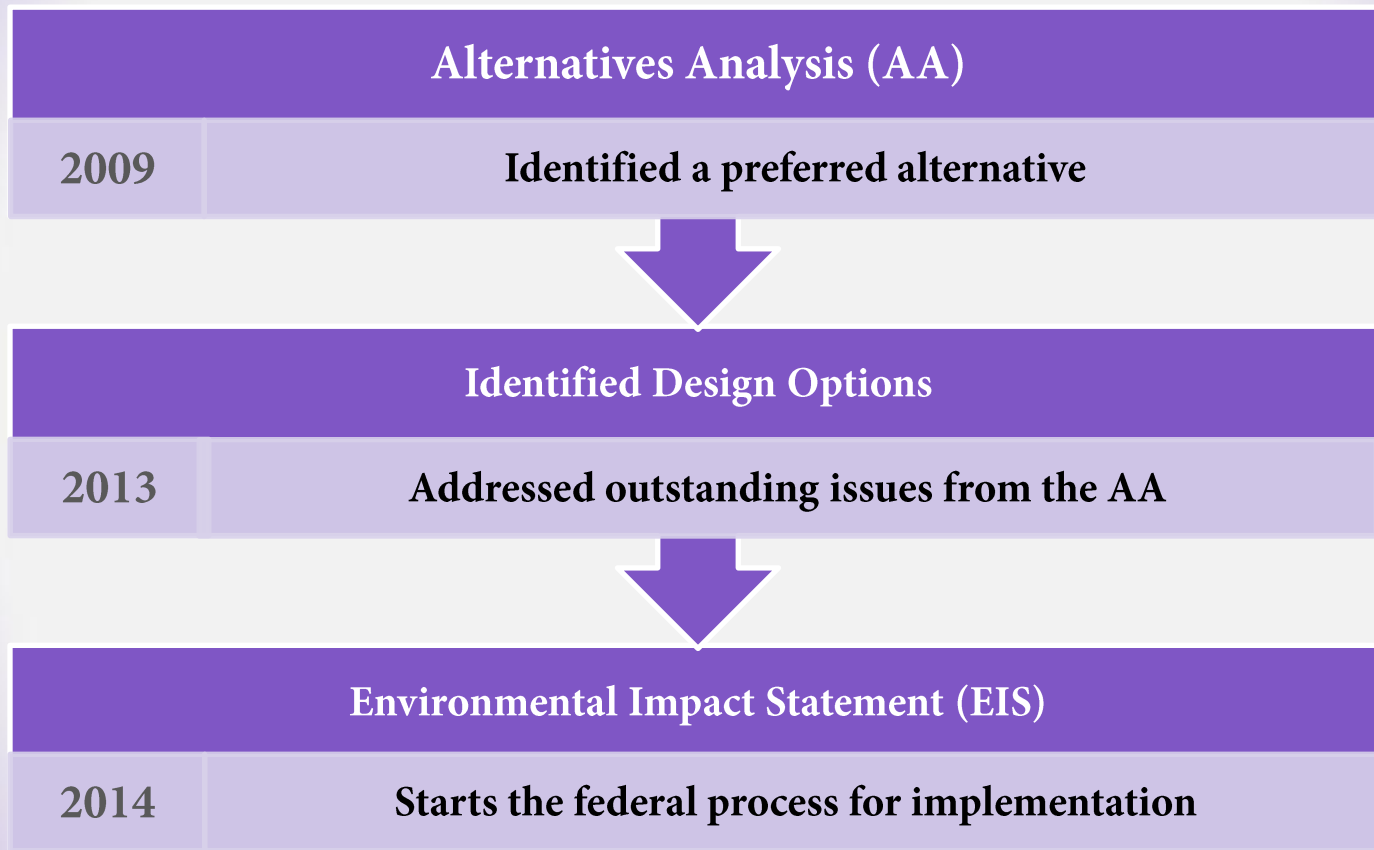 Alternatives Analysis (AA)
2009 Identified a preferred alternative
Identified Design Options
2013 Addressed outstanding issues from the AA
Environmental Impact Statement (EIS)
2014 Starts the federal process for implementation